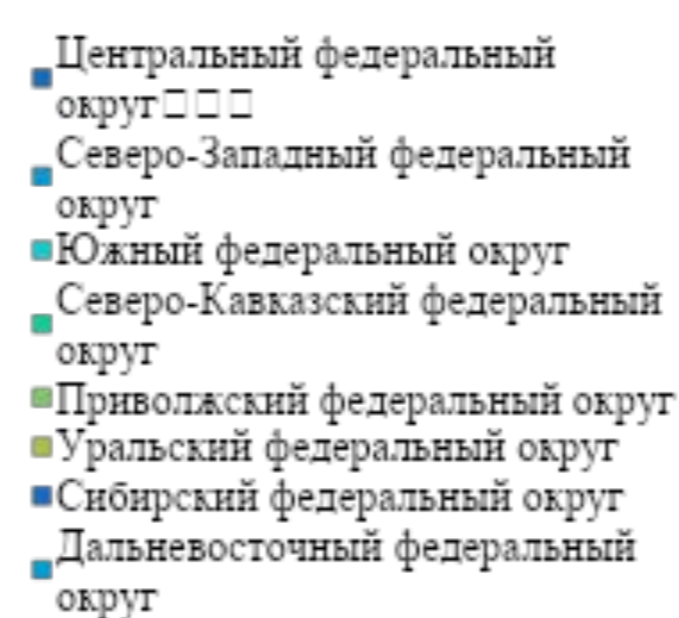 Центральный федеральный
округ□□□
Северо-Западный федеральный
округ
Южный федеральный округ
Северо-Кавказский федеральный
округ
Приволжский федеральный округ
Уральский федеральный округ
Сибирский федеральный округ
Дальневосточный федеральный
округ